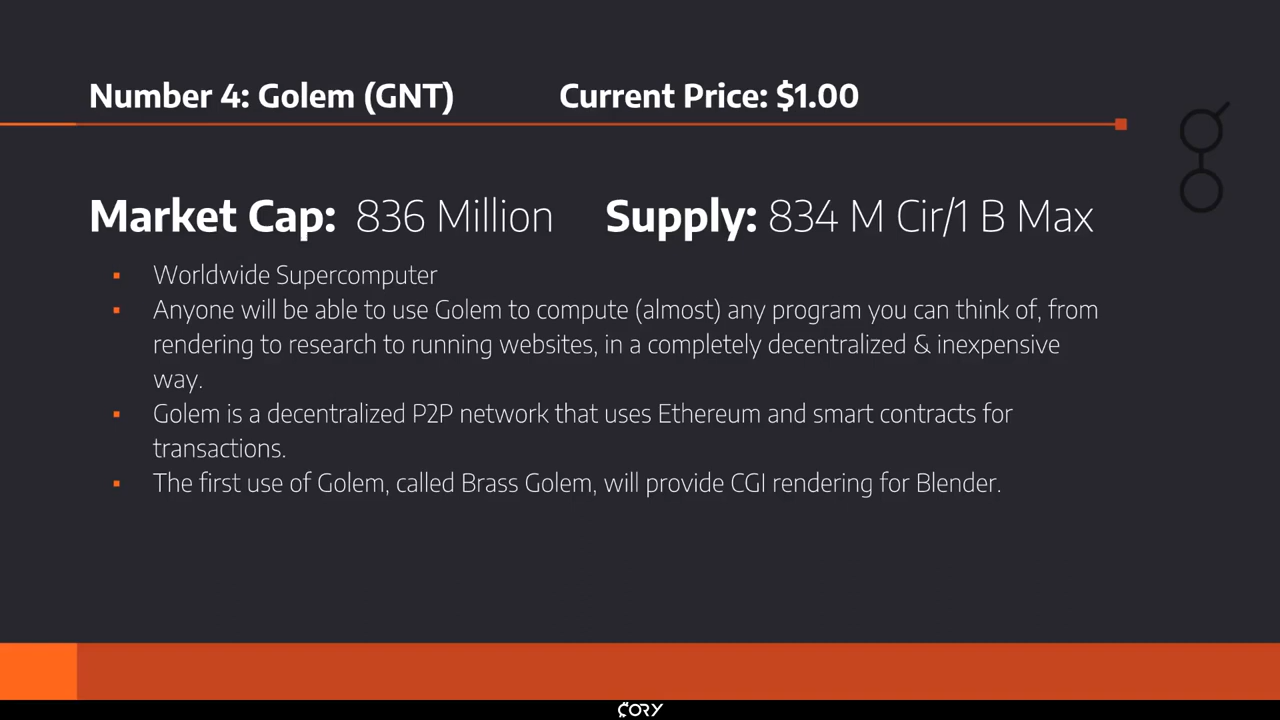 Number 4: Golem (GNT) Current Price: $1.00
Market Cap: 836 Million Supply: 834 M Cir/1 B Max
▪ Worldwide Supercomputer
▪ Anyone will be able to use Golem to compute (almost) any program you can think of, from
rendering to research to running websites, in a completely decentralized & inexpensive
way.
▪ Golem is a decentralized P2P network that uses Ethereum and smart contracts for
transactions.
▪ The first use of Golem, called Brass Golem, will provide CGI rendering for Blender.
CORY